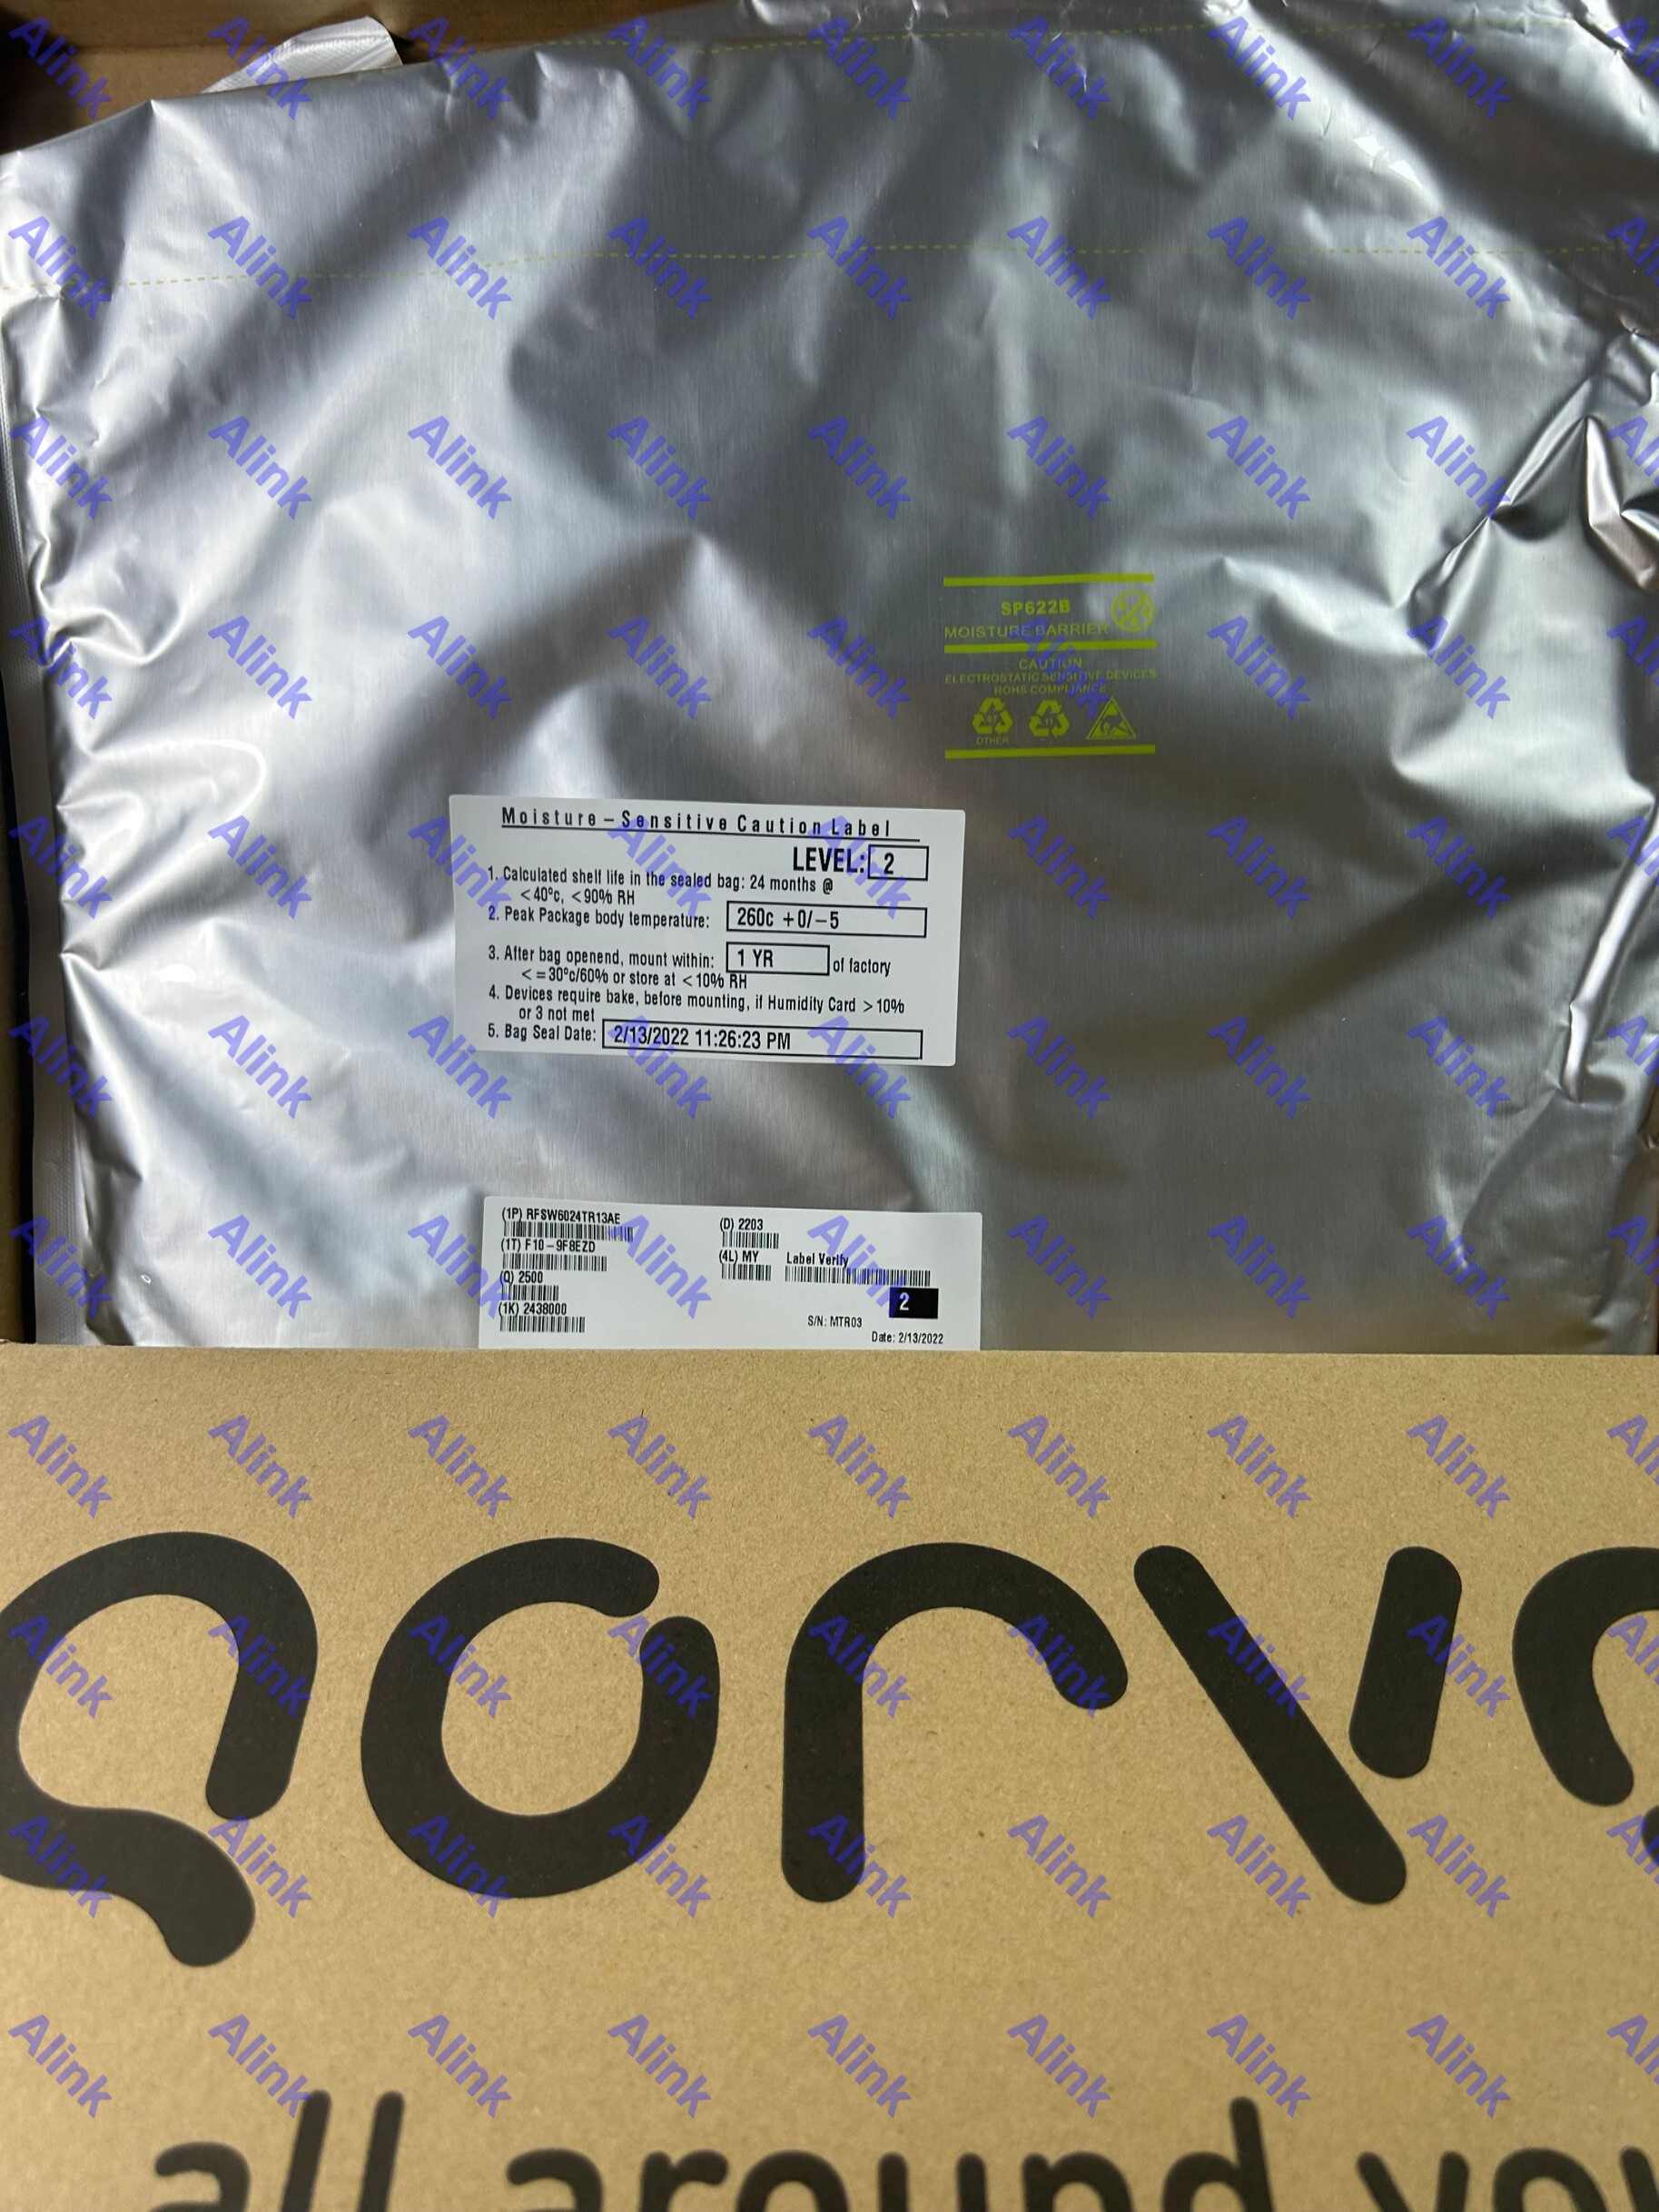 SP622B
MOISTURE BARRIER
CAUTION
ELECTROSTATIC SENSITIVE DEVICES
ROHS COMPLIANCE
OTHER
Moisture – Sensitive Caution Label
LEVEL: 2
1. Calculated shelf life in the sealed bag: 24 months @
<40°c, <90% RH
2. Peak Package body temperature: 260c +0/–5
3. After bag openend, mount within: 1 YR of factory
<=30°c/60% or store at <10% RH
4. Devices require bake, before mounting, if Humidity Card >10%
or 3 not met
5. Bag Seal Date: 2/13/2022 11:26:23 PM
(1P) RFSW6024TR13AE
(D) 2203
(1T) F10–9F8EZD
(4L) MY Label Verify
(Q) 2500
2
(1K) 2438000
S/N: MTR03
Date: 2/13/2022
qorv
all around you
Alink